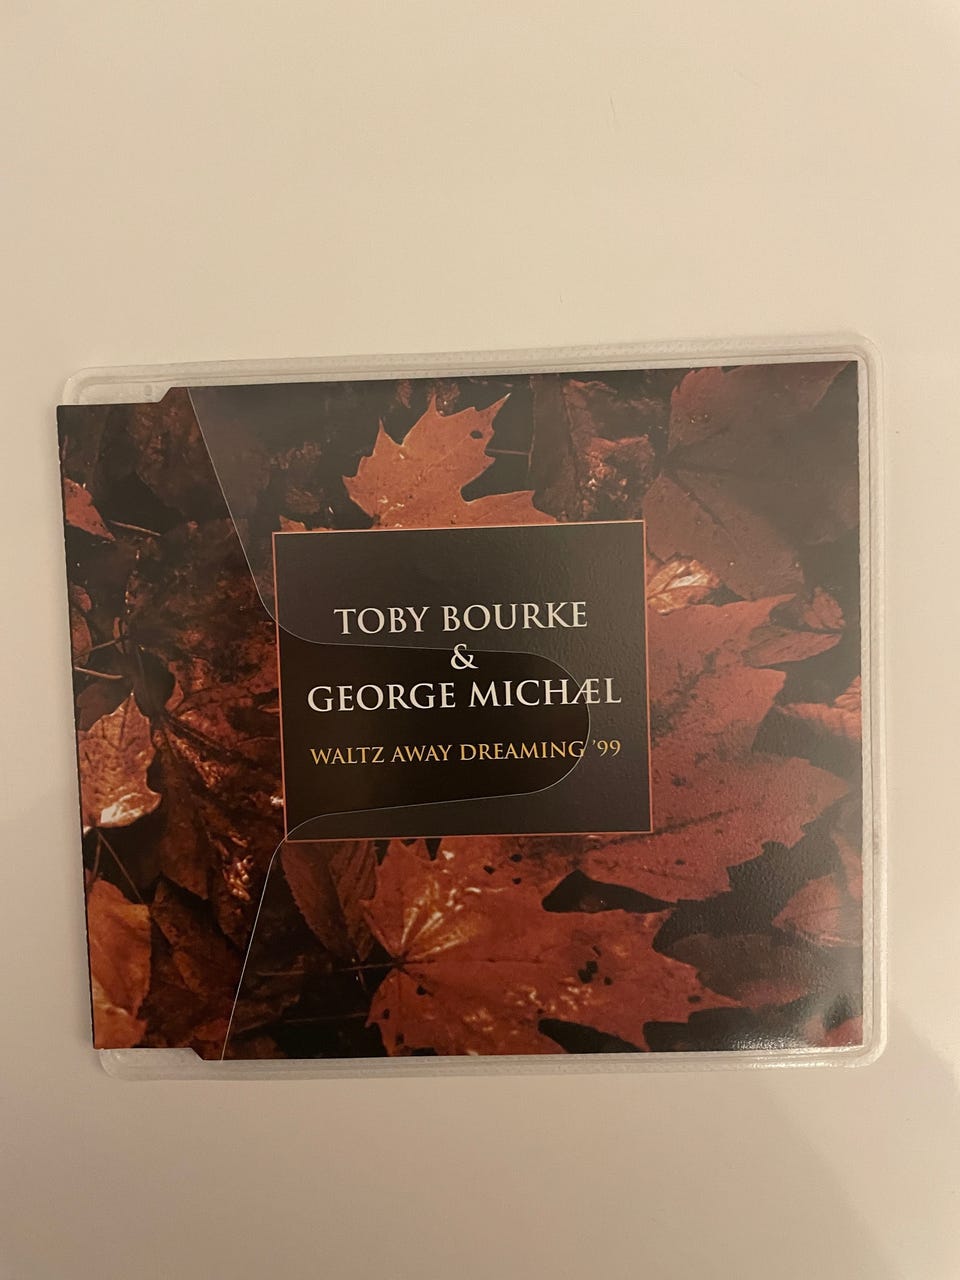 TOBY BOURKE
&
GEORGE MICHÆL
WALTZ AWAY DREAMING '99